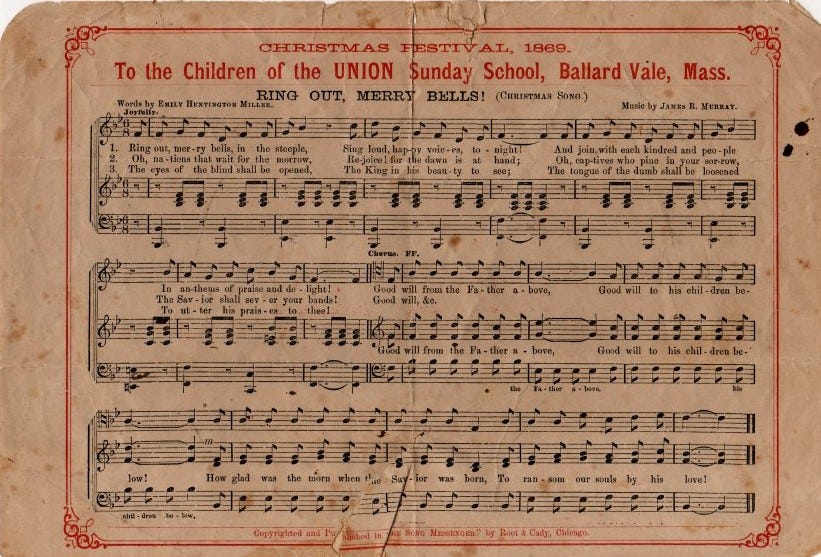 CHRISTMAS FESTIVAL, 1869.
To the Children of the UNION Sunday School, Ballard Vale, Mass.
RING OUT, MERRY BELLS! (CHRISTMAS SONG.)
Words by EMILY HUNTINGTON MILLER. Music by JAMES R. MURRAY.
Joyfully.
1. Ring out, mer-ry bells, in the steeple, Sing loud, hap-py voic-es, to-night! And join, with each kindred and peo-ple
2. Oh, na-tions that wait for the morrow, Re-joice! for the dawn is at hand; Oh, cap-tives who pine in your sor-row,
3. The eyes of the blind shall be opened, The King in his beau-ty to see; The tongue of the dumb shall be loosened
Chorus. FF.
In an-thems of praise and de-light! Good will from the Fa-ther a-bove, Good will to his chil-dren be-
The Sav-ior shall sev-er your bands! Good will, &c.
To ut-ter his prais-es to thee!
Good will from the Fa-ther a-bove, Good will to his chil-dren be-
the Fa-ther a-bove, his
low! How glad was the morn when the Sav-ior was born, To ran-som our souls by his love!
chil-dren be-low,
Copyrighted and Published in "THE SONG MESSENGER," by Root & Cady, Chicago.